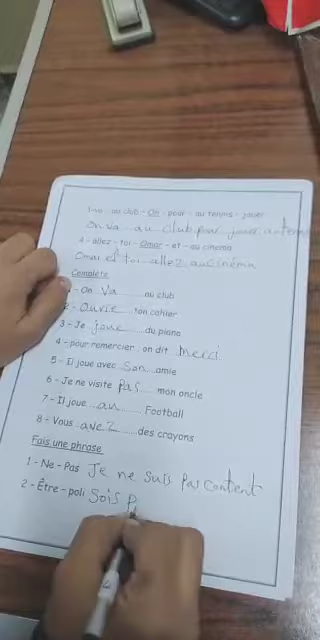 3-va - au club - On - pour - au tennis - jouer
On va au club pour joue au tennis
4 - allez - toi - Omar - et - au cinéma
Omar et toi allez au cinéma
Complète
1 - On Va au club
2 - Ouvre ton cahier
3 - Je joue du piano
4 - pour remercier on dit Merci
5 - Il joue avec Son amie
6 - Je ne visite Pas mon oncle
7 - Il joue au Football
8 - Vous avez des crayons
Fais une phrase
1 - Ne - Pas Je ne suis Pas content
2 - Être - poli Sois P